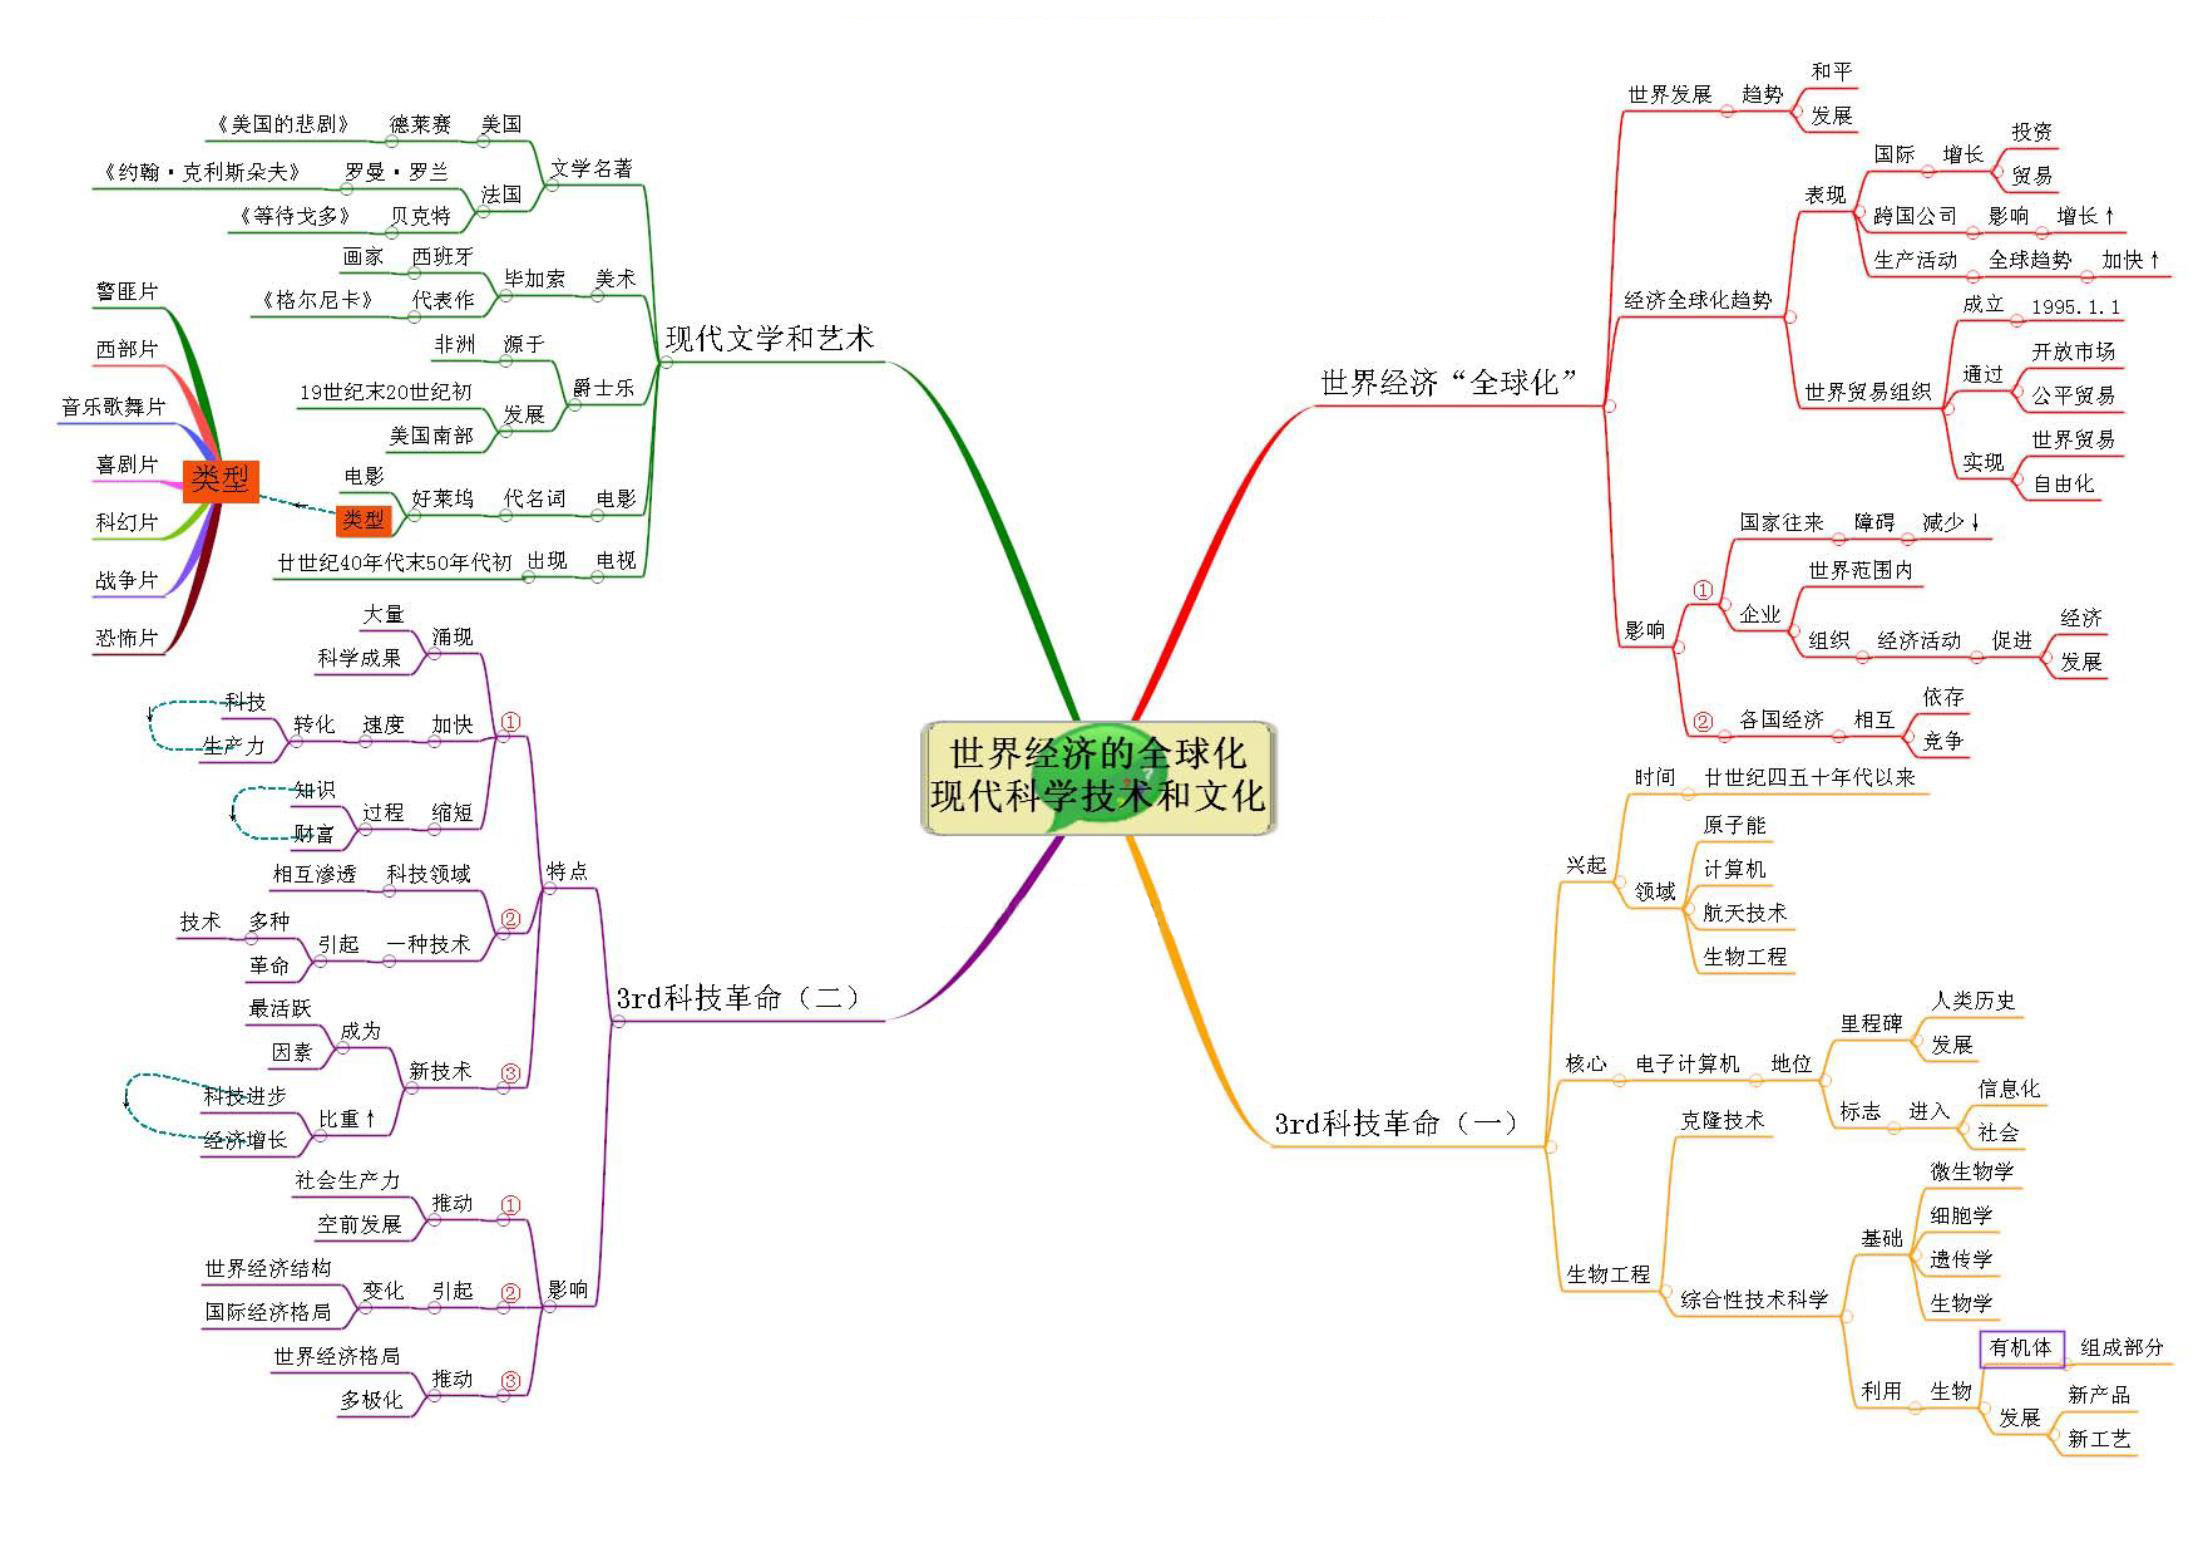 世界经济的全球化
现代科学技术和文化
世界经济“全球化”
世界发展
趋势
和平
发展
经济全球化趋势
表现
国际
增长
投资
贸易
跨国公司
影响
增长↑
生产活动
全球趋势
加快↑
世界贸易组织
成立
1995.1.1
通过
开放市场
公平贸易
实现
世界贸易
自由化
影响
①
国家往来
障碍
减少↓
企业
世界范围内
组织
经济活动
促进
经济
发展
②
各国经济
相互
依存
竞争
3rd科技革命（一）
兴起
时间
廿世纪四五十年代以来
领域
原子能
计算机
航天技术
生物工程
核心
电子计算机
地位
里程碑
人类历史
发展
标志
进入
信息化
社会
生物工程
克隆技术
综合性技术科学
基础
微生物学
细胞学
遗传学
生物学
利用
生物
有机体
组成部分
发展
新产品
新工艺
现代文学和艺术
文学名著
美国
德莱赛
《美国的悲剧》
法国
罗曼·罗兰
《约翰·克利斯朵夫》
贝克特
《等待戈多》
美术
毕加索
西班牙
画家
代表作
《格尔尼卡》
爵士乐
源于
非洲
发展
19世纪末20世纪初
美国南部
电影
代名词
好莱坞
电影
类型
电视
出现
廿世纪40年代末50年代初
类型
警匪片
西部片
音乐歌舞片
喜剧片
科幻片
战争片
恐怖片
3rd科技革命（二）
特点
①
涌现
大量
科学成果
加快
速度
转化
科技
生产力
缩短
过程
知识
财富
②
科技领域
相互渗透
一种技术
引起
多种
技术
革命
③
新技术
成为
最活跃
因素
比重↑
科技进步
经济增长
影响
①
推动
社会生产力
空前发展
②
引起
变化
世界经济结构
国际经济格局
③
推动
世界经济格局
多极化